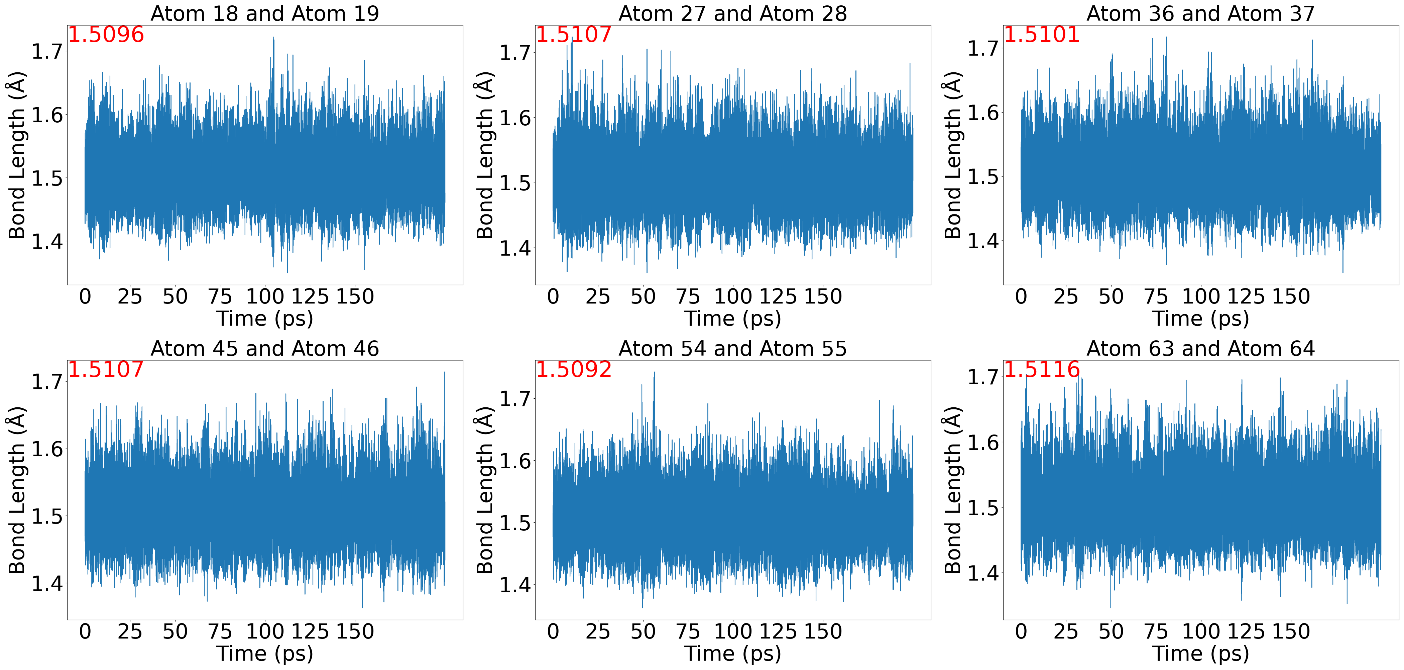 Atom 18 and Atom 19
1.5096
Bond Length (Å)
1.7
1.6
1.5
1.4
0 25 50 75 100 125 150
Time (ps)
Atom 27 and Atom 28
1.5107
Bond Length (Å)
1.7
1.6
1.5
1.4
0 25 50 75 100 125 150
Time (ps)
Atom 36 and Atom 37
1.5101
Bond Length (Å)
1.7
1.6
1.5
1.4
0 25 50 75 100 125 150
Time (ps)
Atom 45 and Atom 46
1.5107
Bond Length (Å)
1.7
1.6
1.5
1.4
0 25 50 75 100 125 150
Time (ps)
Atom 54 and Atom 55
1.5092
Bond Length (Å)
1.7
1.6
1.5
1.4
0 25 50 75 100 125 150
Time (ps)
Atom 63 and Atom 64
1.5116
Bond Length (Å)
1.7
1.6
1.5
1.4
0 25 50 75 100 125 150
Time (ps)